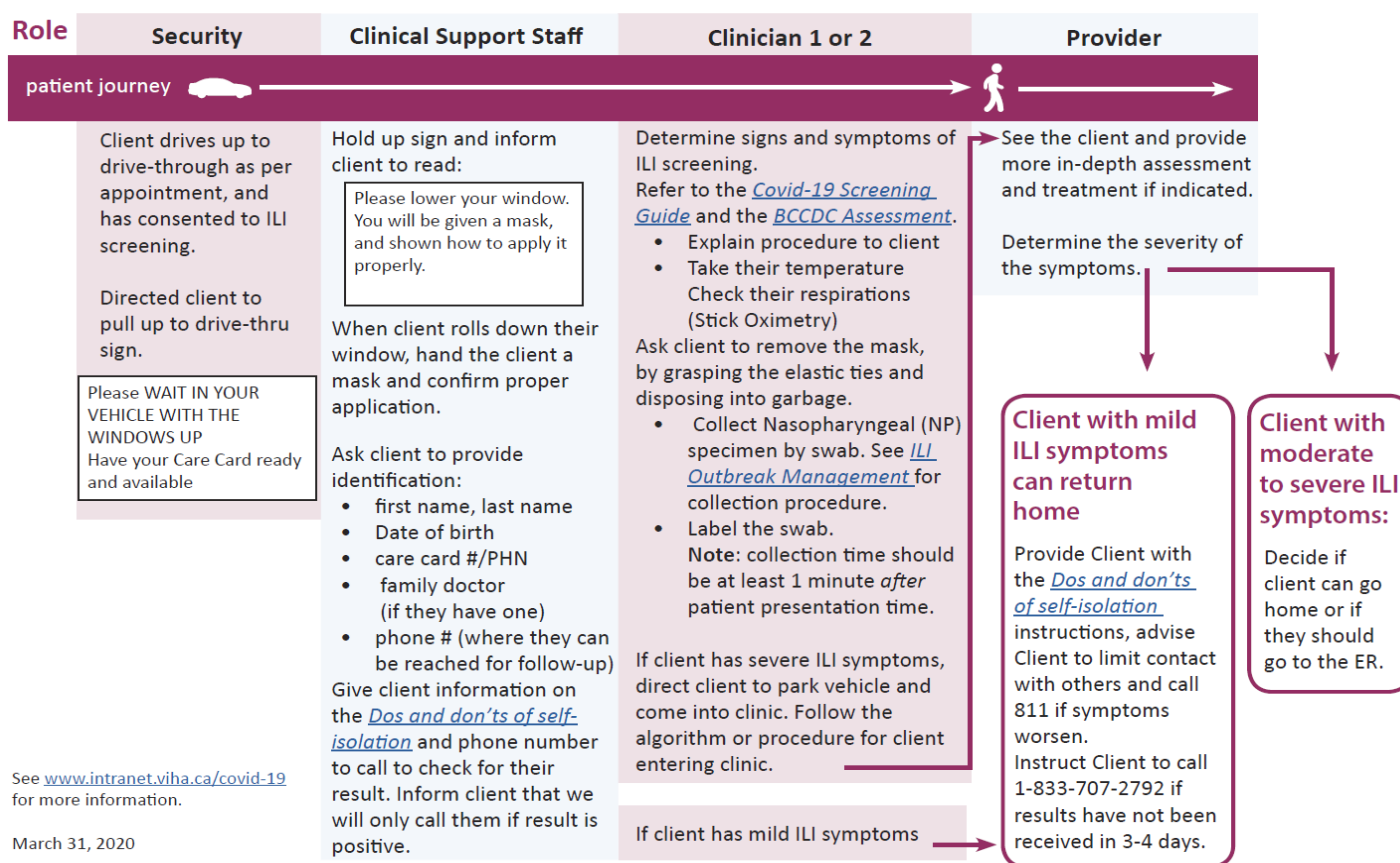 Role
Security
Clinical Support Staff
Clinician 1 or 2
Provider
patient journey
Client drives up to
drive-through as per
appointment, and
has consented to ILI
screening.
Directed client to
pull up to drive-thru
sign.
Please WAIT IN YOUR
VEHICLE WITH THE
WINDOWS UP
Have your Care Card ready
and available
See www.intranet.viha.ca/covid-19
for more information.
March 31, 2020
Hold up sign and inform
client to read:
Please lower your window.
You will be given a mask,
and shown how to apply it
properly.
When client rolls down their
window, hand the client a
mask and confirm proper
application.
Ask client to provide
identification:
• first name, last name
• Date of birth
• care card #/PHN
• family doctor
(if they have one)
• phone # (where they can
be reached for follow-up)
Give client information on
the Dos and don'ts of self-
isolation and phone number
to call to check for their
result. Inform client that we
will only call them if result is
positive.
Determine signs and symptoms of
ILI screening.
Refer to the Covid-19 Screening
Guide and the BCCDC Assessment.
• Explain procedure to client
• Take their temperature
Check their respirations
(Stick Oximetry)
Ask client to remove the mask,
by grasping the elastic ties and
disposing into garbage.
• Collect Nasopharyngeal (NP)
specimen by swab. See ILI
Outbreak Management for
collection procedure.
• Label the swab.
Note: collection time should
be at least 1 minute after
patient presentation time.
If client has severe ILI symptoms,
direct client to park vehicle and
come into clinic. Follow the
algorithm or procedure for client
entering clinic.
If client has mild ILI symptoms
See the client and provide
more in-depth assessment
and treatment if indicated.
Determine the severity of
the symptoms.
Client with mild
ILI symptoms
can return
home
Provide Client with
the Dos and don'ts
of self-isolation
instructions, advise
Client to limit contact
with others and call
811 if symptoms
worsen.
Instruct Client to call
1-833-707-2792 if
results have not been
received in 3-4 days.
Client with
moderate
to severe ILI
symptoms:
Decide if
client can go
home or if
they should
go to the ER.